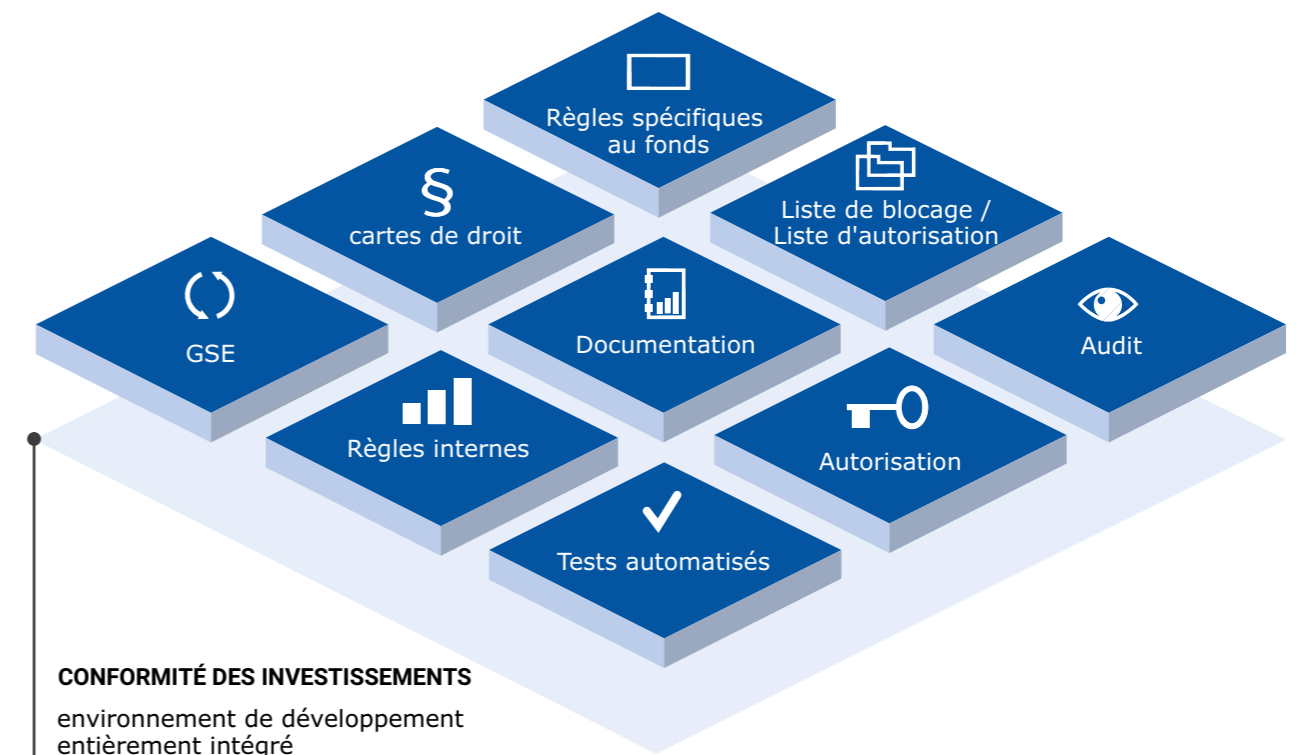 Règles spécifiques
au fonds
§
cartes de droit
Liste de blocage /
Liste d'autorisation
GSE
Documentation
Audit
Règles internes
Autorisation
Tests automatisés
CONFORMITÉ DES INVESTISSEMENTS
environnement de développement
entièrement intégré